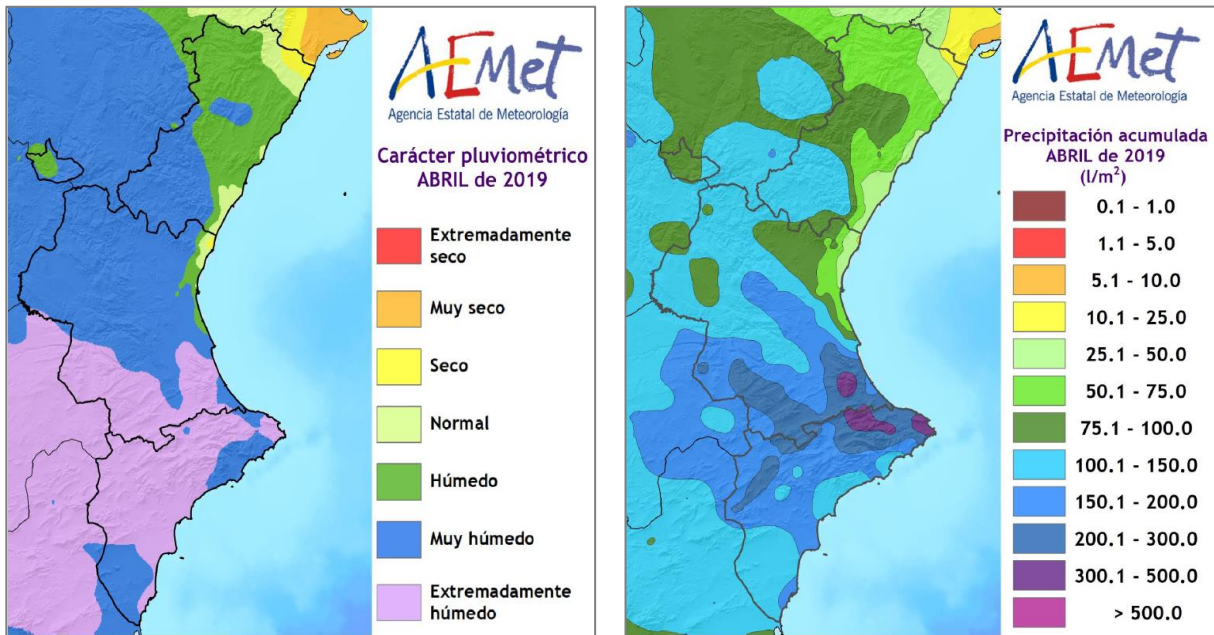 AEMet
Agencia Estatal de Meteorología
Carácter pluviométrico
ABRIL de 2019
Extremadamente
seco
Muy seco
Seco
Normal
Húmedo
Muy húmedo
Extremadamente
húmedo
AEMet
Agencia Estatal de Meteorología
Precipitación acumulada
ABRIL de 2019
(l/m²)
0.1 - 1.0
1.1 - 5.0
5.1 - 10.0
10.1 - 25.0
25.1 - 50.0
50.1 - 75.0
75.1 - 100.0
100.1 - 150.0
150.1 - 200.0
200.1 - 300.0
300.1 - 500.0
> 500.0